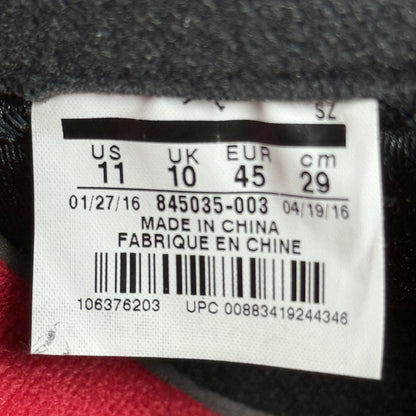 SZ
US UK EUR cm
11 10 45 29
01/27/16 845035-003 04/19/16
MADE IN CHINA
FABRIQUE EN CHINE
106376203 UPC 00883419244346